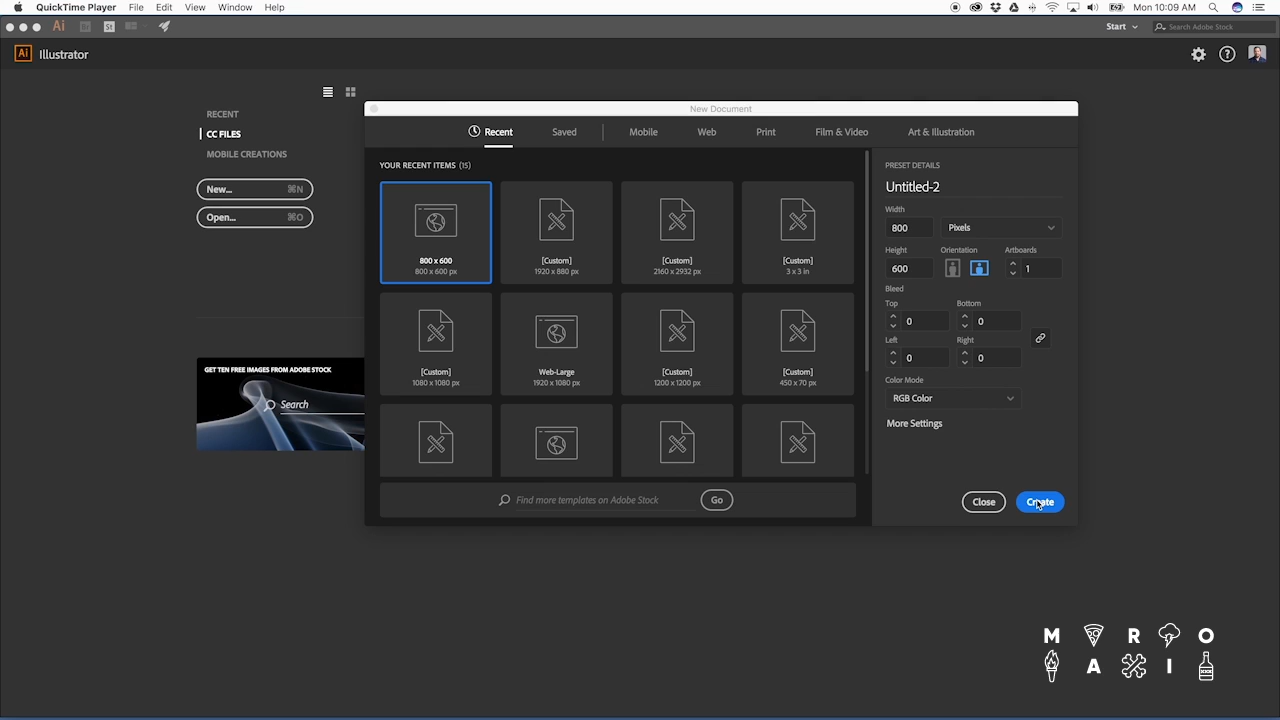 QuickTime Player File Edit View Window Help
Mon 10:09 AM
Ai Br St
Start
Search Adobe Stock
Ai Illustrator
RECENT
CC FILES
MOBILE CREATIONS
New... ⌘N
Open... ⌘O
GET TEN FREE IMAGES FROM ADOBE STOCK
Search
New Document
Recent Saved Mobile Web Print Film & Video Art & Illustration
YOUR RECENT ITEMS (15)
800 x 600
800 x 600 px
[Custom]
1920 x 880 px
[Custom]
2160 x 2932 px
[Custom]
3 x 3 in
[Custom]
1080 x 1080 px
Web-Large
1920 x 1080 px
[Custom]
1200 x 1200 px
[Custom]
450 x 70 px
Find more templates on Adobe Stock
Go
PRESET DETAILS
Untitled-2
Width
800 Pixels
Height Orientation Artboards
600 1
Bleed
Top Bottom
0 0
Left Right
0 0
Color Mode
RGB Color
More Settings
Close Create
M R O
A I